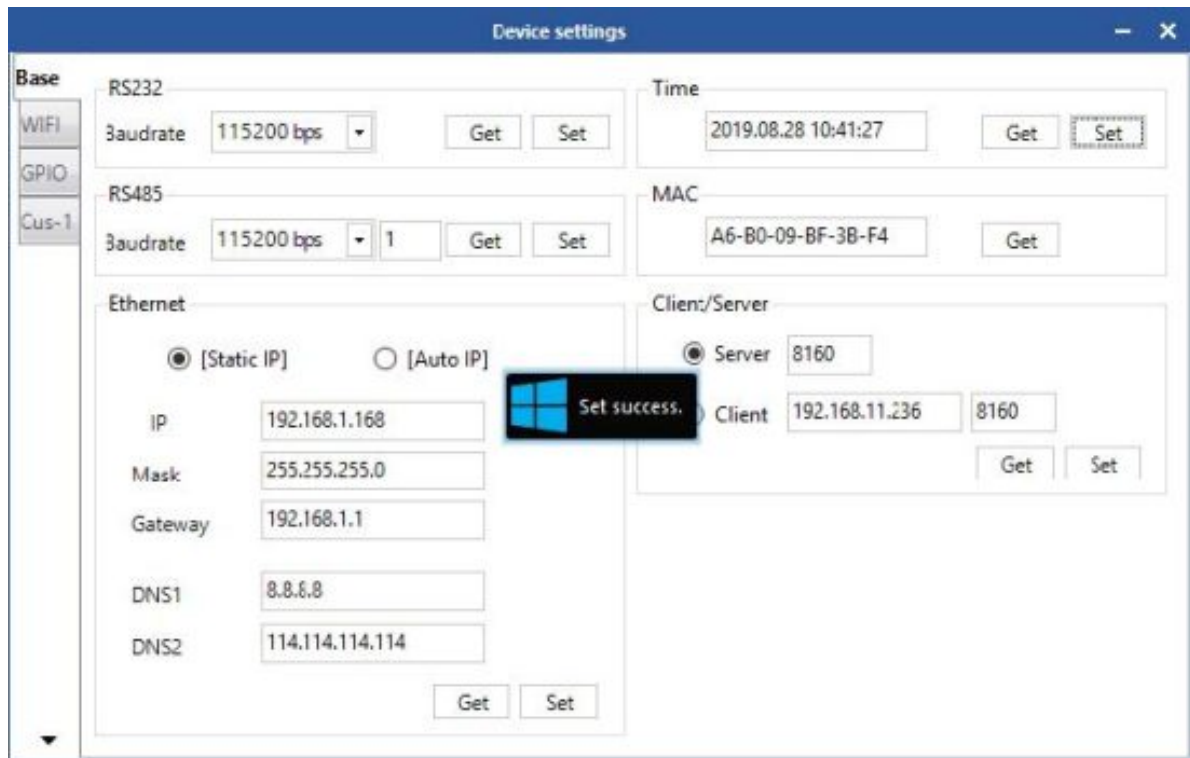 Device settings
Base
WIFI
GPIO
Cus-1
RS232
Baudrate 115200 bps Get Set
RS485
Baudrate 115200 bps 1 Get Set
Ethernet
[Static IP] [Auto IP]
IP 192.168.1.168
Mask 255.255.255.0
Gateway 192.168.1.1
DNS1 8.8.8.8
DNS2 114.114.114.114
Get Set
Time
2019.08.28 10:41:27 Get Set
MAC
A6-B0-09-BF-3B-F4 Get
Client/Server
Server 8160
Client 192.168.11.236 8160
Get Set
Set success.